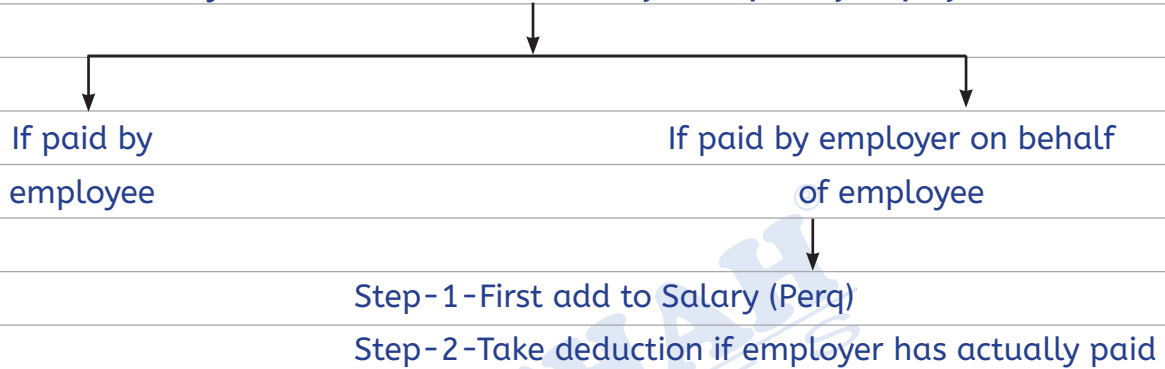 If paid by
employee
If paid by employer on behalf
of employee
Step-1-First add to Salary (Perq)
Step-2-Take deduction if employer has actually paid